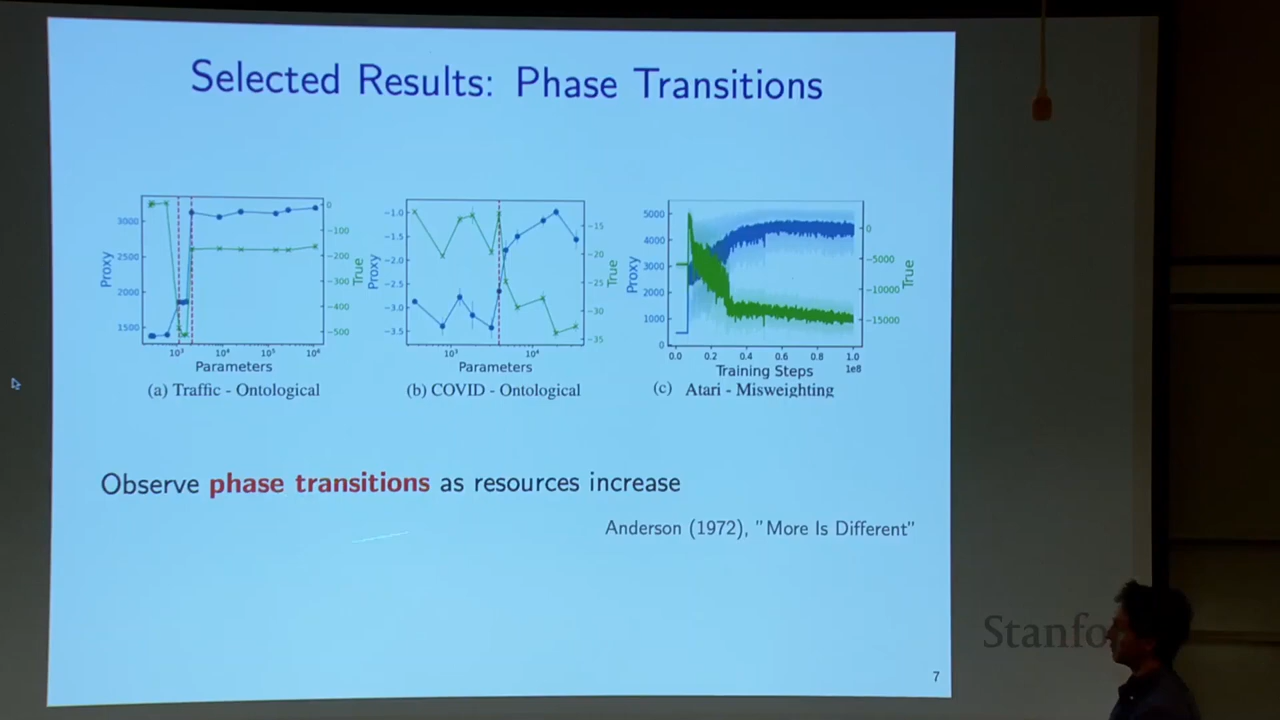 Selected Results: Phase Transitions
3000
2500
2000
1500
Proxy
0
−100
−200
−300
−400
−500
True
10³ 10⁴ 10⁵ 10⁶
Parameters
(a) Traffic - Ontological
−1.0
−1.5
−2.0
−2.5
−3.0
−3.5
Proxy
−15
−20
−25
−30
−35
True
10³ 10⁴
Parameters
(b) COVID - Ontological
5000
4000
3000
2000
1000
0
Proxy
0
−5000
−10000
−15000
True
0.0 0.2 0.4 0.6 0.8 1.0
1e8
Training Steps
(c) Atari - Misweighting
Observe phase transitions as resources increase
Anderson (1972), "More Is Different"
Stanfo
7